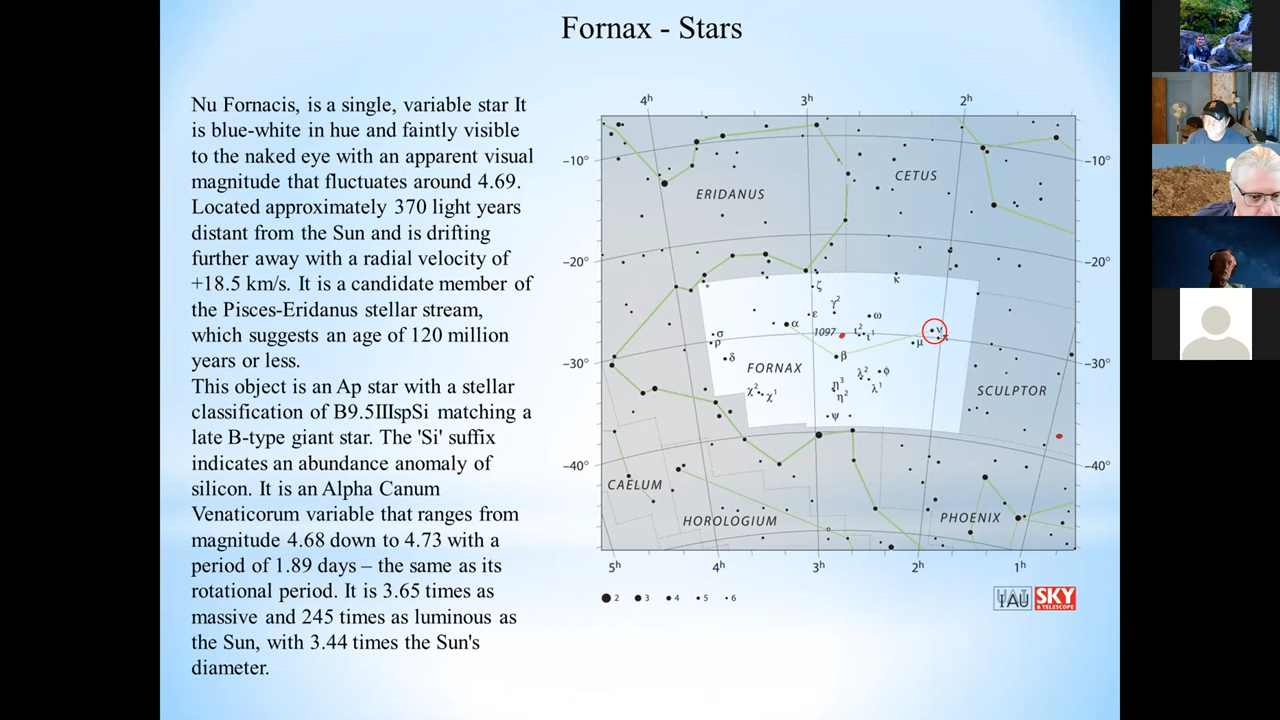 Fornax - Stars
Nu Fornacis, is a single, variable star It
is blue-white in hue and faintly visible
to the naked eye with an apparent visual
magnitude that fluctuates around 4.69.
Located approximately 370 light years
distant from the Sun and is drifting
further away with a radial velocity of
+18.5 km/s. It is a candidate member of
the Pisces-Eridanus stellar stream,
which suggests an age of 120 million
years or less.
This object is an Ap star with a stellar
classification of B9.5IIIspSi matching a
late B-type giant star. The 'Si' suffix
indicates an abundance anomaly of
silicon. It is an Alpha Canum
Venaticorum variable that ranges from
magnitude 4.68 down to 4.73 with a
period of 1.89 days – the same as its
rotational period. It is 3.65 times as
massive and 245 times as luminous as
the Sun, with 3.44 times the Sun's
diameter.
4h 3h 2h
-10° -10°
CETUS
ERIDANUS
-20° -20°
κ
ζ
γ2
ε ω
α 1097 ι2 ι1 ν
σ π
ρ μ
β
δ
-30° -30°
FORNAX λ2 φ
η3 λ1
χ2 χ1 η2
SCULPTOR
ψ
-40° -40°
CAELUM
HOROLOGIUM PHOENIX
5h 4h 3h 2h 1h
2 3 4 5 6
IAU SKY
& TELESCOPE